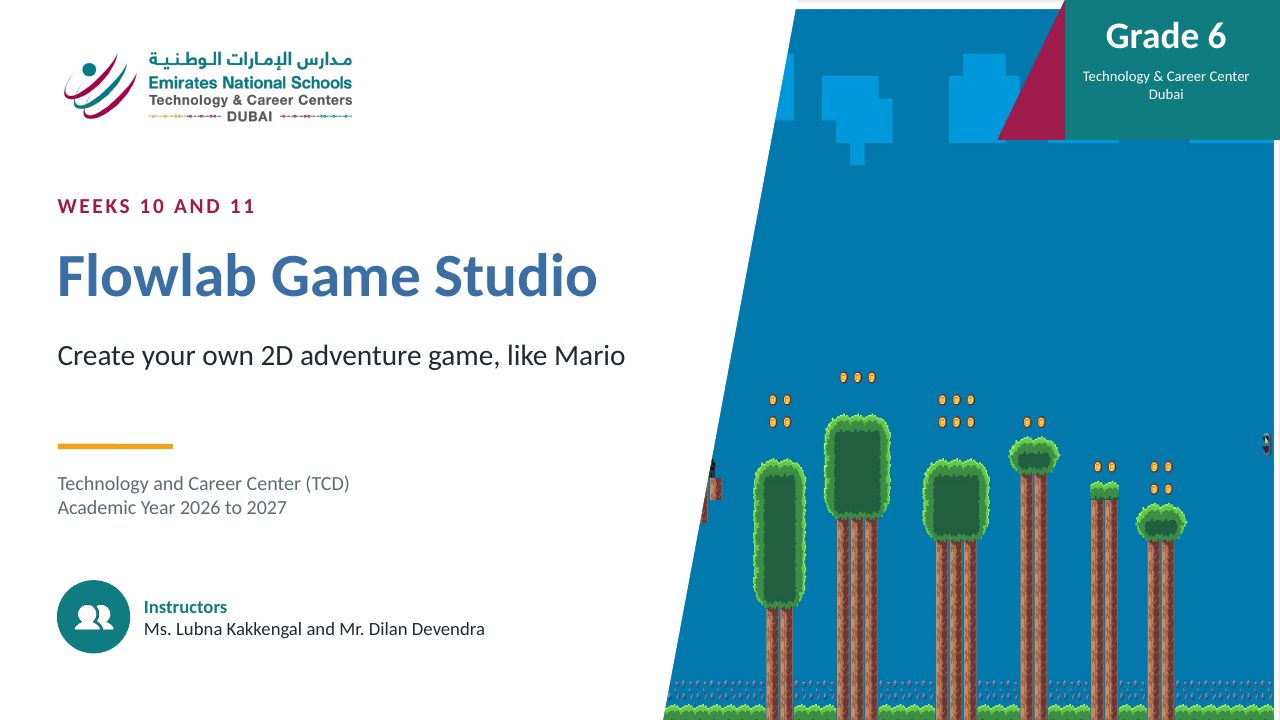 مدارس الإمارات الوطنية
Emirates National Schools
Technology & Career Centers
DUBAI
Grade 6
Technology & Career Center
Dubai
WEEKS 10 AND 11
Flowlab Game Studio
Create your own 2D adventure game, like Mario
Technology and Career Center (TCD)
Academic Year 2026 to 2027
Instructors
Ms. Lubna Kakkengal and Mr. Dilan Devendra